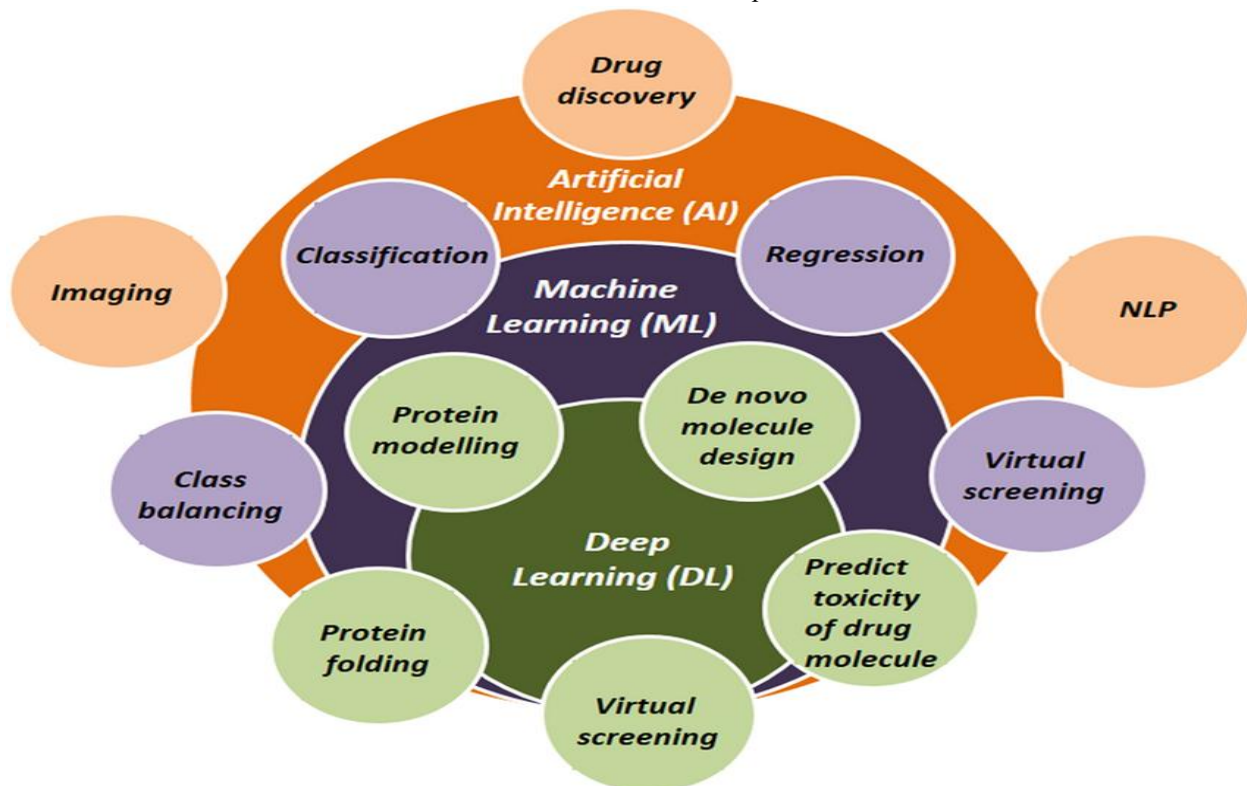 Drug
discovery
Artificial
Intelligence (AI)
Classification
Regression
Imaging
Machine
Learning (ML)
NLP
Protein
modelling
De novo
molecule
design
Class
balancing
Virtual
screening
Deep
Learning (DL)
Predict
toxicity
of drug
molecule
Protein
folding
Virtual
screening